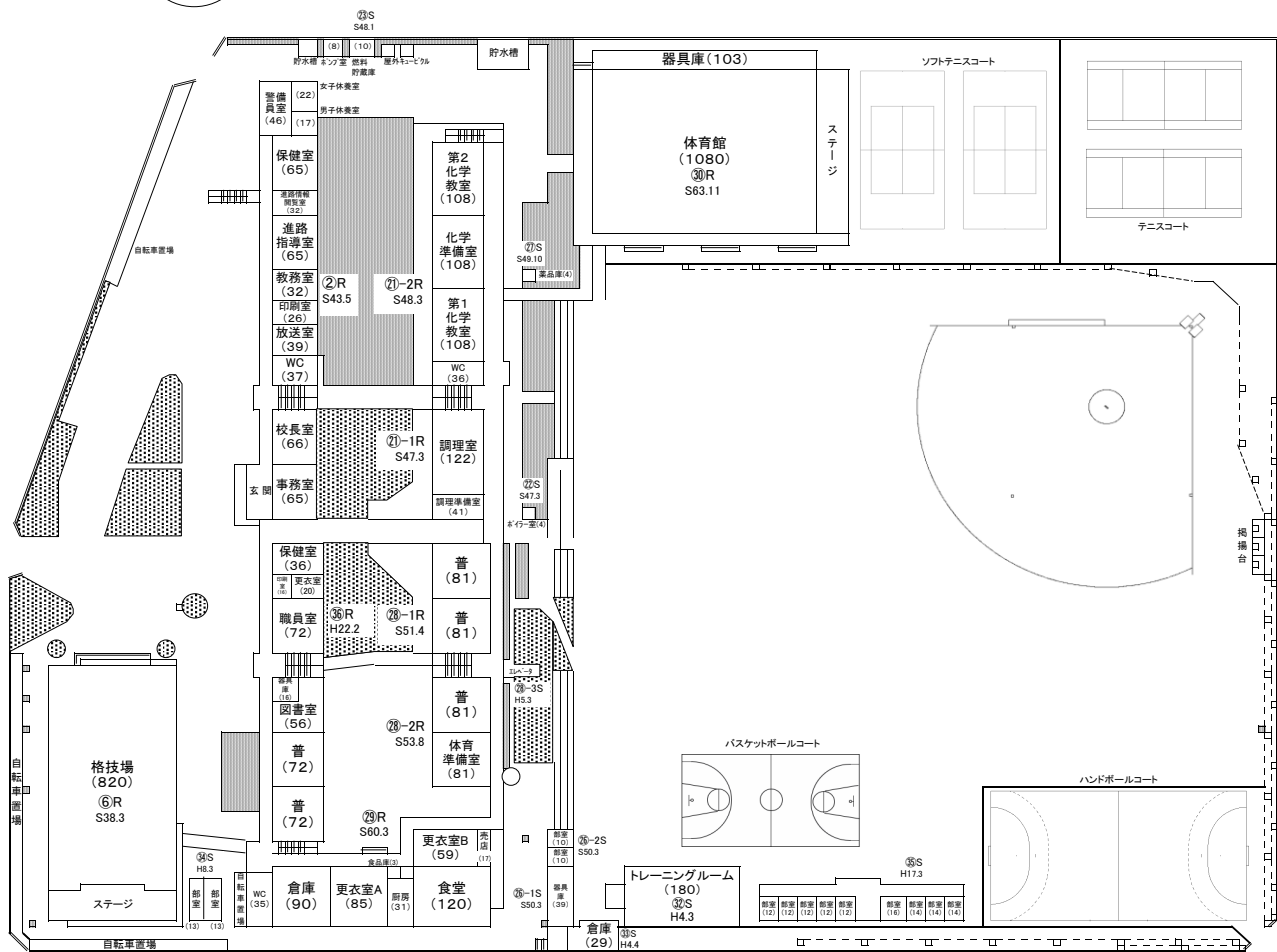 ㉓S
S48.1
(8)
(10)
貯水槽
ポンプ室
燃料
貯蔵庫
屋外キュービクル
貯水槽
警備
員室
(46)
(22)
(17)
女子休養室
男子休養室
保健室
(65)
進路情報
閲覧室
(32)
進路
指導室
(65)
教務室
(32)
印刷室
(26)
放送室
(39)
WC
(37)
②R
S43.5
㉑-2R
S48.3
第2
化学
教室
(108)
化学
準備室
(108)
第1
化学
教室
(108)
WC
(36)
㉗S
S49.10
薬品庫(4)
器具庫(103)
体育館
(1080)
㉚R
S63.11
ステージ
ソフトテニスコート
テニスコート
自転車置場
校長室
(66)
事務室
(65)
玄関
㉑-1R
S47.3
調理室
(122)
調理準備室
(41)
㉒S
S47.3
ボイラー室(4)
掲揚台
保健室
(36)
印刷
室
(16)
更衣室
(20)
職員室
(72)
㊱R
H22.2
㉘-1R
S51.4
普
(81)
普
(81)
エレベータ
㉘-3S
H5.3
器具
庫
(16)
図書室
(56)
普
(72)
普
(72)
㉘-2R
S53.8
普
(81)
体育
準備室
(81)
㉙R
S60.3
自転車置場
格技場
(820)
⑥R
S38.3
ステージ
自転車置場
㉞S
H8.3
部室
(13)
部室
(13)
自転車置場
WC
(35)
倉庫
(90)
更衣室A
(85)
食品庫(3)
厨房
(31)
更衣室B
(59)
売店
(17)
食堂
(120)
部室
(10)
部室
(10)
㉖-2S
S50.3
㉖-1S
S50.3
器具
庫
(39)
倉庫
(29)
㉝S
H4.4
トレーニングルーム
(180)
㉜S
H4.3
バスケットボールコート
㉟S
H17.3
部室
(12)
部室
(12)
部室
(12)
部室
(12)
部室
(12)
部室
(16)
部室
(14)
部室
(14)
部室
(14)
ハンドボールコート